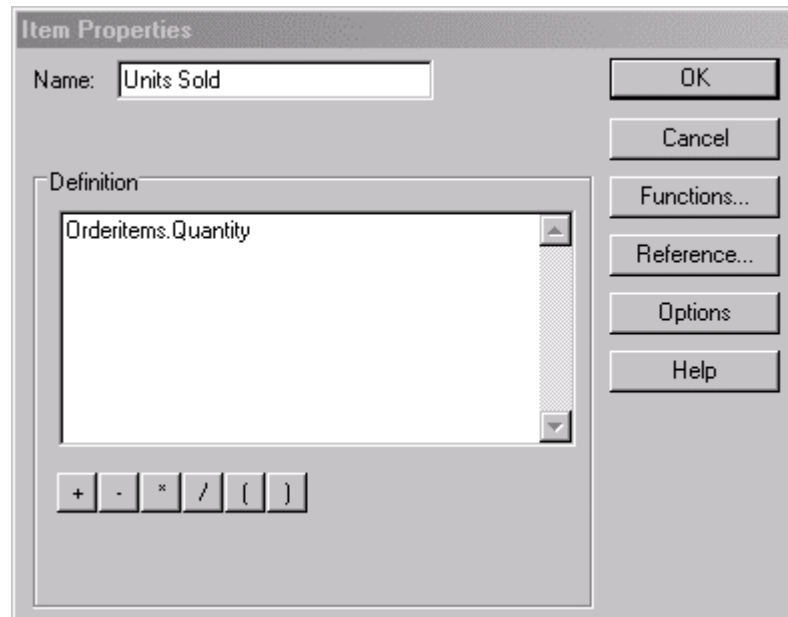 Item Properties
Name: Units Sold
OK
Cancel
Functions...
Reference...
Options
Help
Definition
Orderitems.Quantity
+ - * / ( )